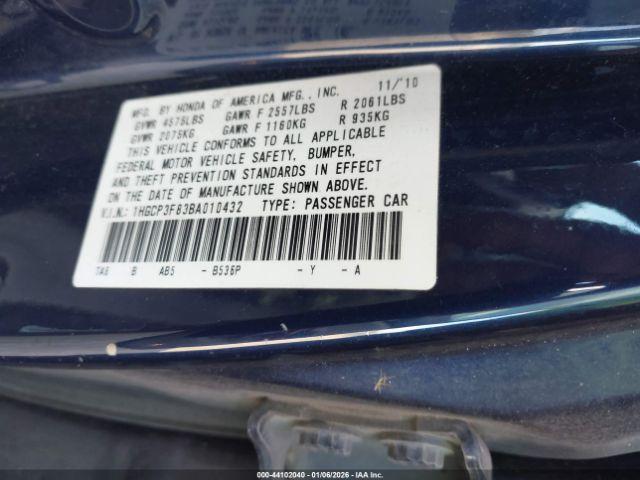 MFD. BY HONDA OF AMERICA MFG., INC. 11/'10
GVWR 4575LBS GAWR F 2557LBS R 2061LBS
GVWR 2075KG GAWR F 1160KG R 935KG
THIS VEHICLE CONFORMS TO ALL APPLICABLE
FEDERAL MOTOR VEHICLE SAFETY, BUMPER,
AND THEFT PREVENTION STANDARDS IN EFFECT
ON THE DATE OF MANUFACTURE SHOWN ABOVE.
V.I.N.: 1HGCP3F83BA010432 TYPE: PASSENGER CAR
TA6 B AB5 - B536P - Y - A
000-44102040 - 01/06/2026 - IAA Inc.